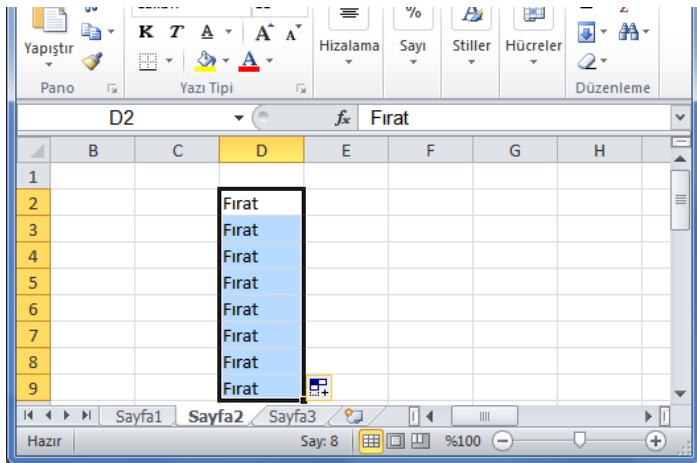 %
K T A A A
Yapıştır
Hizalama Sayı Stiller Hücreler
A
Pano Yazı Tipi Düzenleme
D2 fx Fırat
B C D E F G H
1
2 Fırat
3 Fırat
4 Fırat
5 Fırat
6 Fırat
7 Fırat
8 Fırat
9 Fırat
Sayfa1 Sayfa2 Sayfa3
Hazır Say: 8 %100